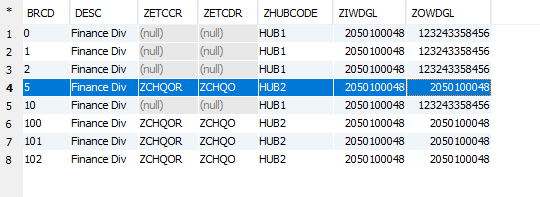 * BRCD DESC ZETCCR ZETCDR ZHUBCODE ZIWDGL ZOWDGL
1 0 Finance Div (null) (null) HUB1 2050100048 123243358456
2 1 Finance Div (null) (null) HUB1 2050100048 123243358456
3 2 Finance Div (null) (null) HUB1 2050100048 123243358456
4 5 Finance Div ZCHQOR ZCHQO HUB2 2050100048 2050100048
5 10 Finance Div (null) (null) HUB1 2050100048 123243358456
6 100 Finance Div ZCHQOR ZCHQO HUB2 2050100048 2050100048
7 101 Finance Div ZCHQOR ZCHQO HUB2 2050100048 2050100048
8 102 Finance Div ZCHQOR ZCHQO HUB2 2050100048 2050100048